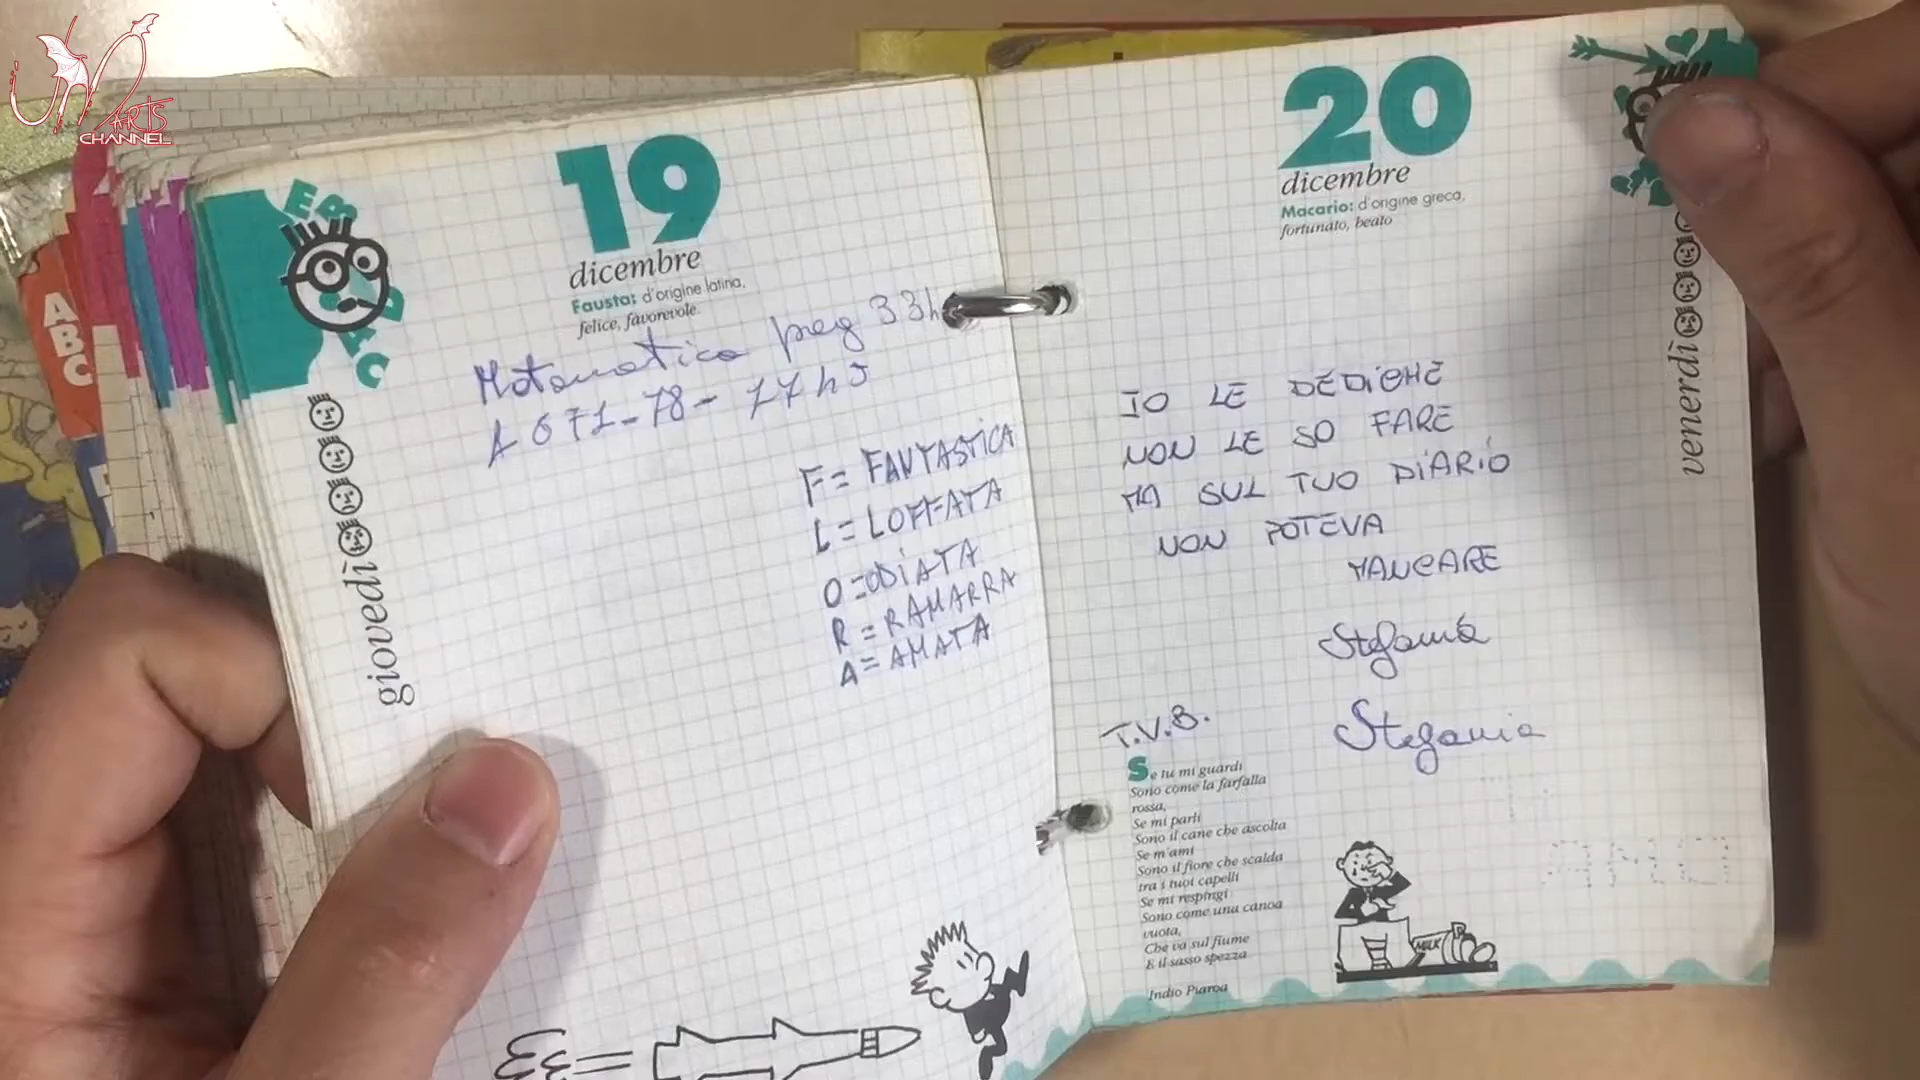 ARTS
CHANNEL
ABC
19
dicembre
Fausta: d'origine latina,
felice, favorevole.
giovedì
Matematica pag 334
78 -
F = FANTASTICA
L = LOFFATA
O = ODIATA
R = RAMARRA
A = AMATA
20
dicembre
Macario: d'origine greca,
fortunato, beato
venerdì
IO LE DEDICHE
NON LE SO FARE
MA SUL TUO DIARIO
NON POTEVA
MANCARE
Stefania
Stefania
T.V.B.
Se tu mi guardi
Sono come la farfalla
rossa,
Se mi parli
Sono il cane che ascolta
Se m'ami
Sono il fiore che scalda
tra i tuoi capelli
Se mi respingi
Sono come una canoa
vuota,
Che va sul fiume
E il sasso spezza
Indio Piaroa
MILK